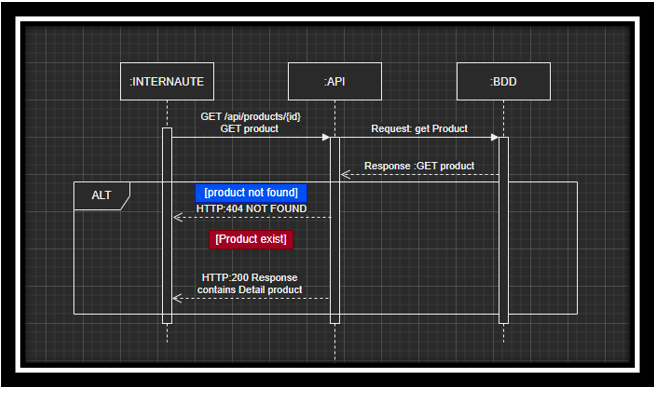 :INTERNAUTE
:API
:BDD
GET /api/products/{id}
GET product
Request: get Product
Response :GET product
ALT
[product not found]
HTTP:404 NOT FOUND
[Product exist]
HTTP:200 Response
contains Detail product